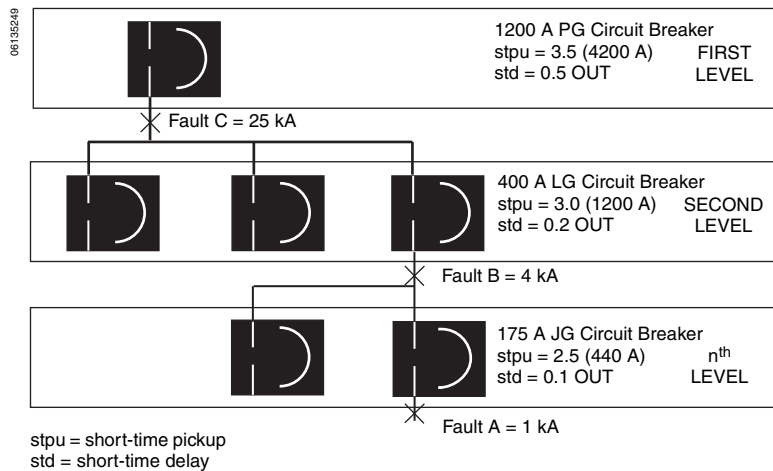 06135249
1200 A PG Circuit Breaker
stpu = 3.5 (4200 A) FIRST
std = 0.5 OUT LEVEL
Fault C = 25 kA
400 A LG Circuit Breaker
stpu = 3.0 (1200 A) SECOND
std = 0.2 OUT LEVEL
Fault B = 4 kA
175 A JG Circuit Breaker
stpu = 2.5 (440 A) nth
std = 0.1 OUT LEVEL
Fault A = 1 kA
stpu = short-time pickup
std = short-time delay